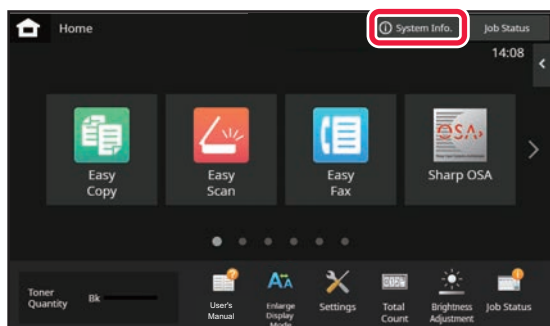 Home
System Info.
Job Status
14:08
Easy
Copy
Easy
Scan
Easy
Fax
OSA
Sharp OSA
Toner
Quantity
Bk
User's
Manual
Enlarge
Display
Mode
Settings
Total
Count
Brightness
Adjustment
Job Status